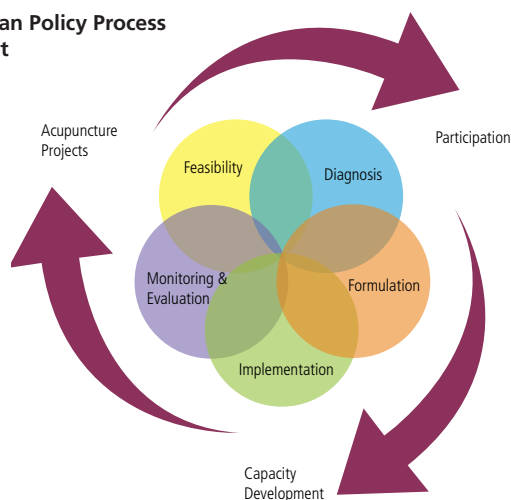 an Policy Process
t
Acupuncture
Projects
Participation
Feasibility
Diagnosis
Monitoring &
Evaluation
Formulation
Implementation
Capacity
Development